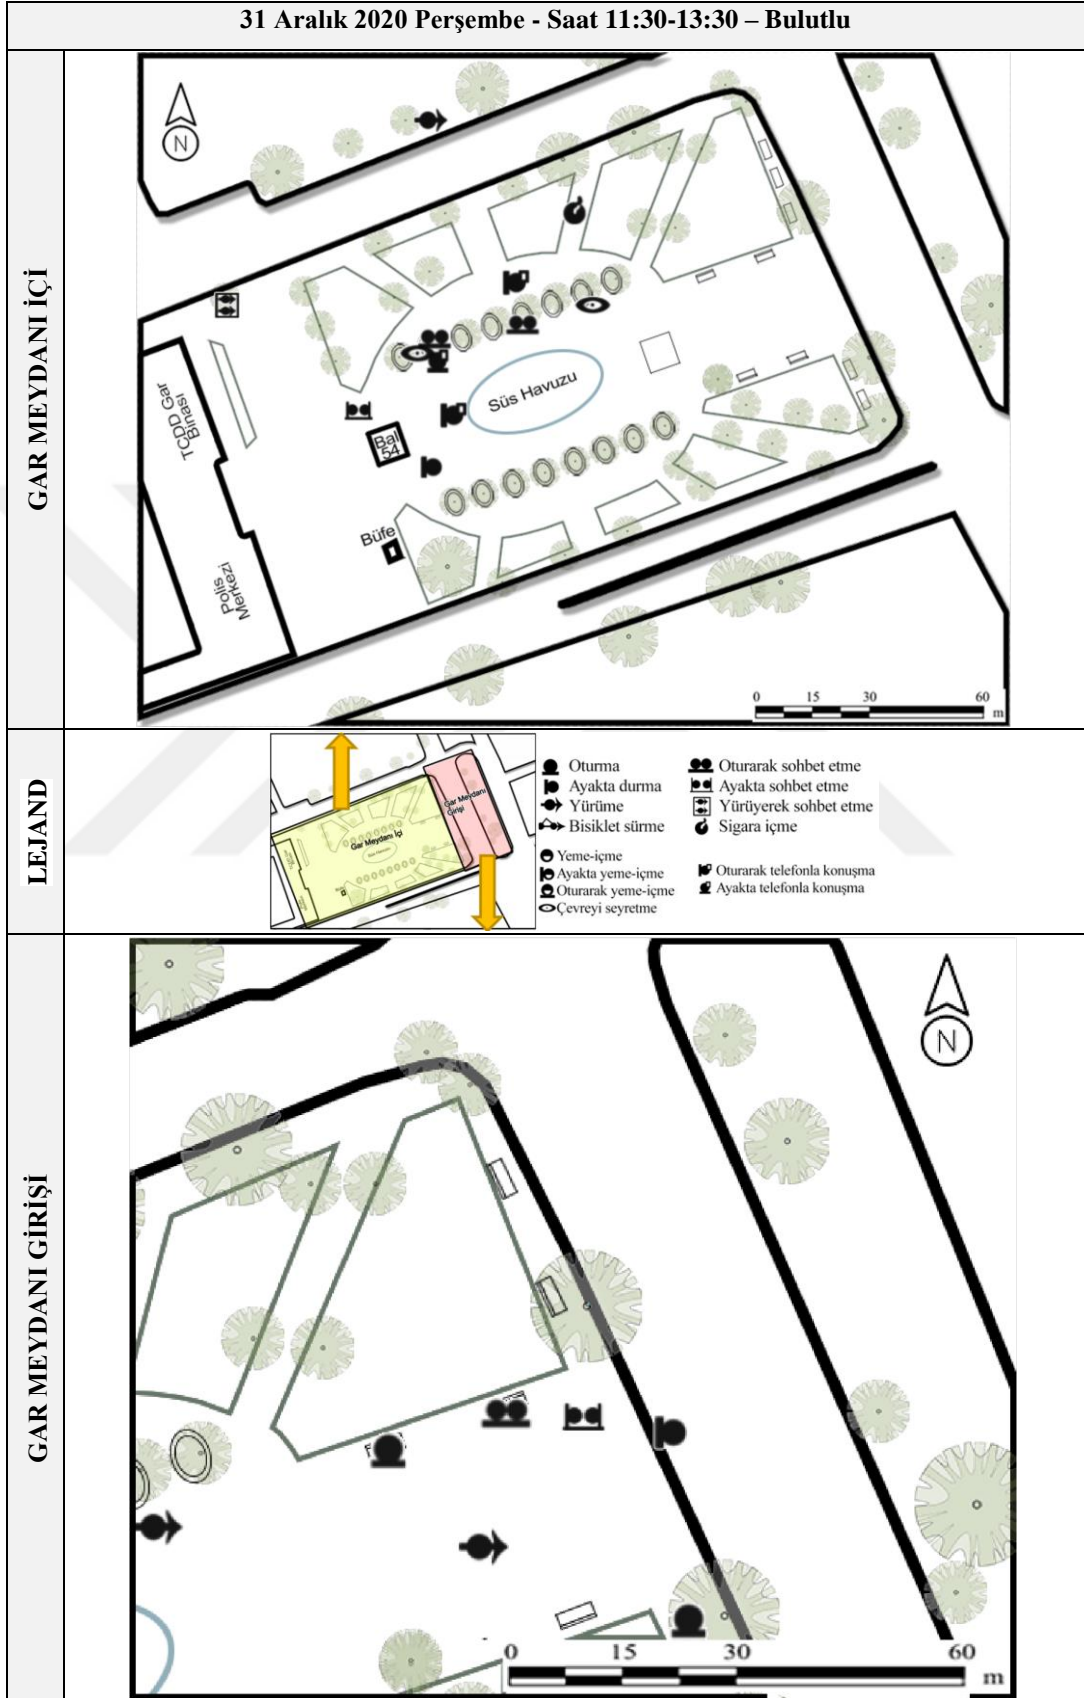 31 Aralık 2020 Perşembe - Saat 11:30-13:30 – Bulutlu
GAR MEYDANI İÇİ
N
TCDD Gar
Binası
Polis
Merkezi
Bal
54
Büfe
Süs Havuzu
0 15 30 60
m
LEJAND
Gar Meydanı
Girişi
Gar Meydanı İçi
Oturma
Ayakta durma
Yürüme
Bisiklet sürme
Yeme-içme
Ayakta yeme-içme
Oturarak yeme-içme
Çevreyi seyretme
Oturarak sohbet etme
Ayakta sohbet etme
Yürüyerek sohbet etme
Sigara içme
Oturarak telefonla konuşma
Ayakta telefonla konuşma
GAR MEYDANI GİRİŞİ
N
0 15 30 60
m